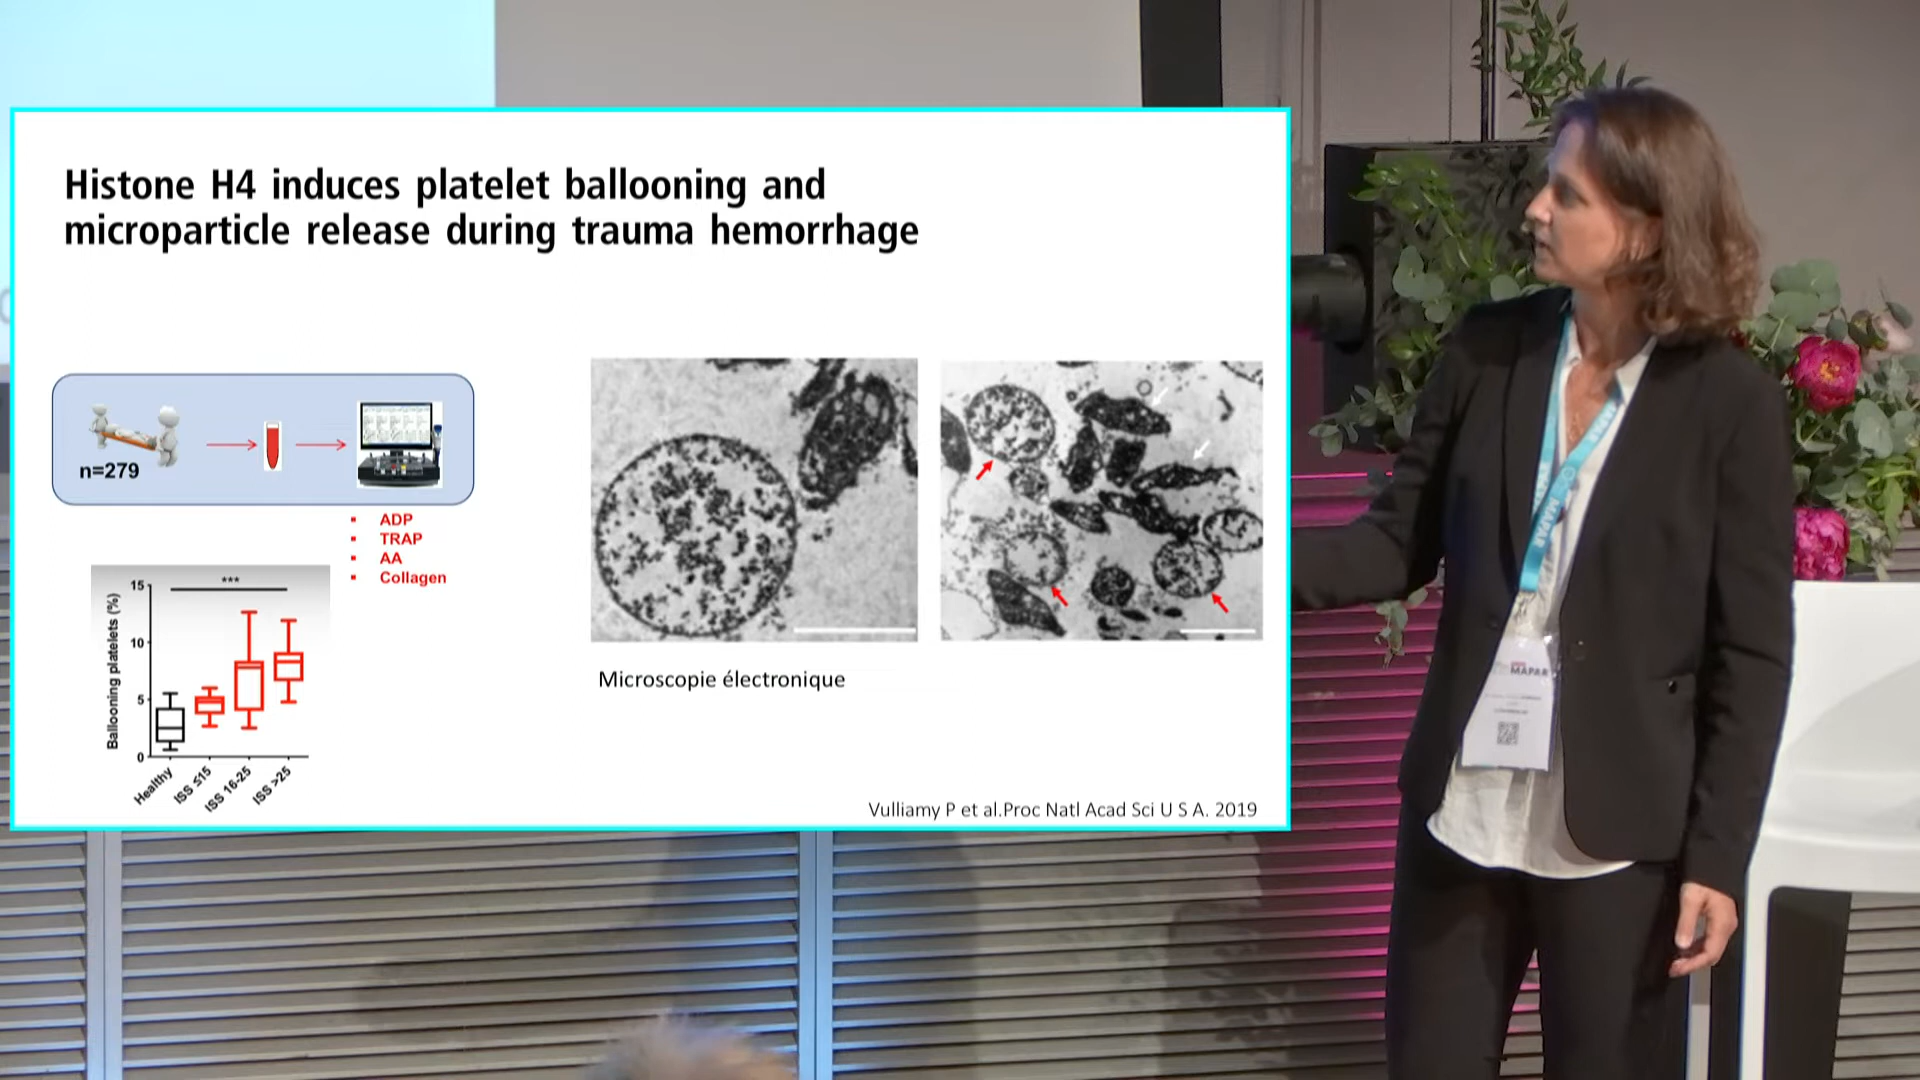 Histone H4 induces platelet ballooning and
microparticle release during trauma hemorrhage
n=279
ADP
TRAP
AA
Collagen
***
Ballooning platelets (%)
15
10
5
0
Healthy
ISS ≤15
ISS 16-25
ISS >25
Microscopie électronique
Vulliamy P et al.Proc Natl Acad Sci U S A. 2019
MAPAR
MAPAR